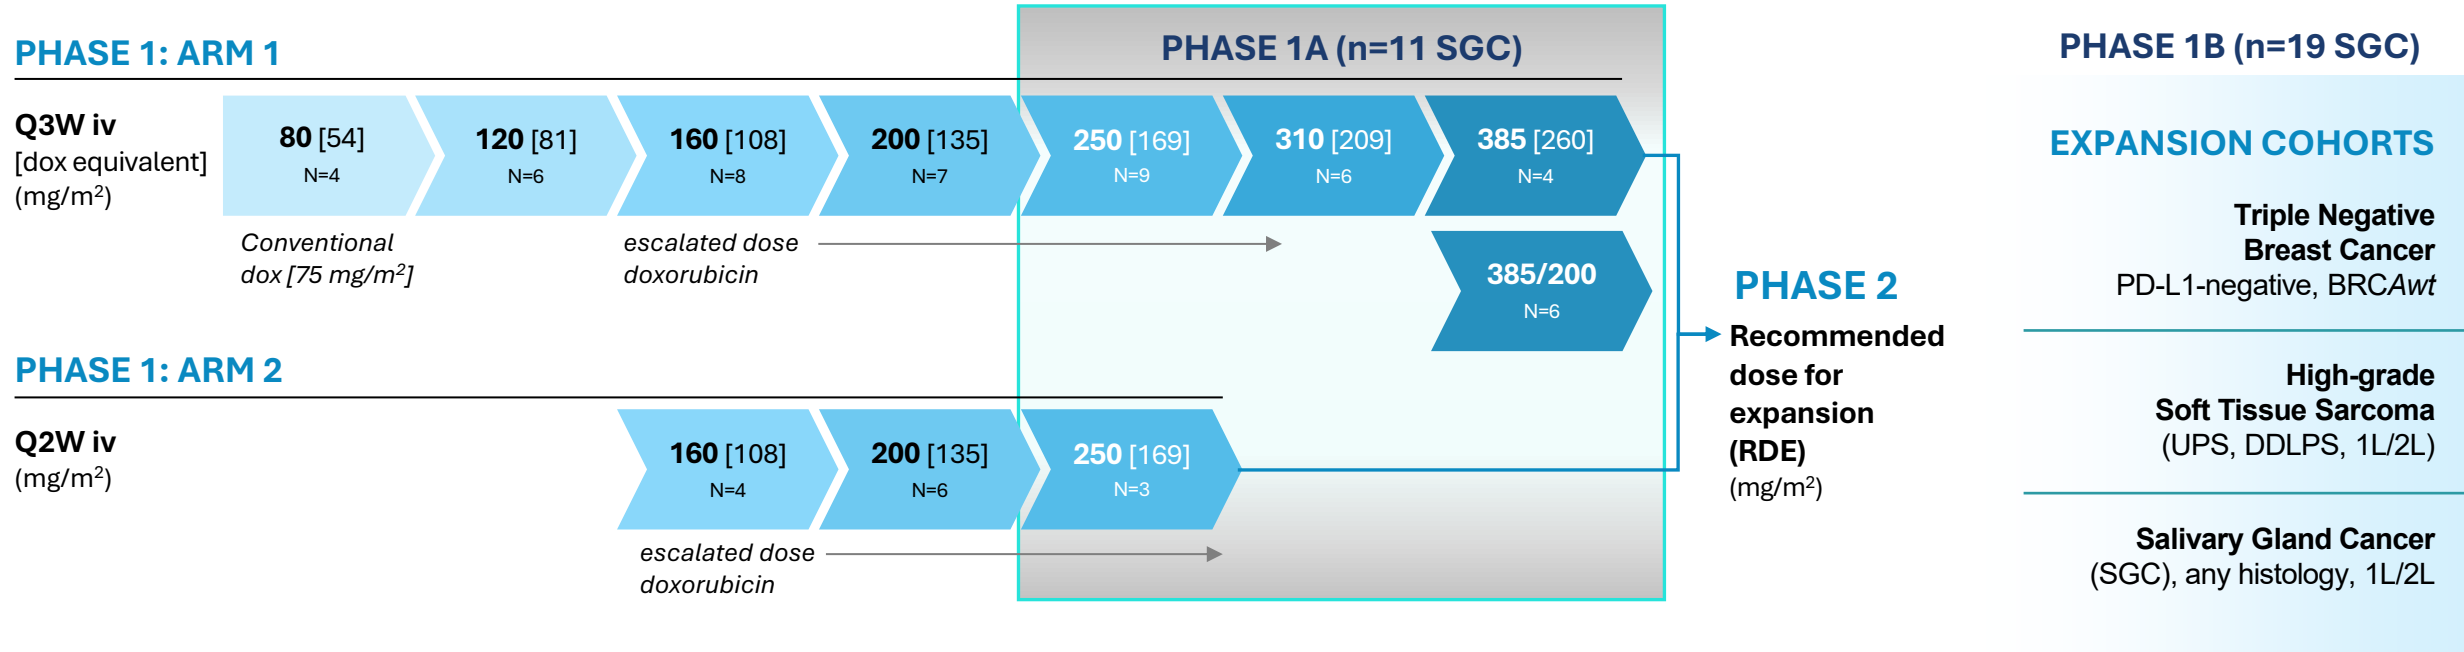 PHASE 1: ARM 1
PHASE 1A (n=11 SGC)
PHASE 1B (n=19 SGC)
Q3W iv
[dox equivalent]
(mg/m²)
80 [54]
N=4
120 [81]
N=6
160 [108]
N=8
200 [135]
N=7
250 [169]
N=9
310 [209]
N=6
385 [260]
N=4
Conventional
dox [75 mg/m²]
escalated dose
doxorubicin
385/200
N=6
PHASE 1: ARM 2
Q2W iv
(mg/m²)
160 [108]
N=4
200 [135]
N=6
250 [169]
N=3
escalated dose
doxorubicin
PHASE 2
Recommended
dose for
expansion
(RDE)
(mg/m²)
EXPANSION COHORTS
Triple Negative
Breast Cancer
PD-L1-negative, BRCAwt
High-grade
Soft Tissue Sarcoma
(UPS, DDLPS, 1L/2L)
Salivary Gland Cancer
(SGC), any histology, 1L/2L